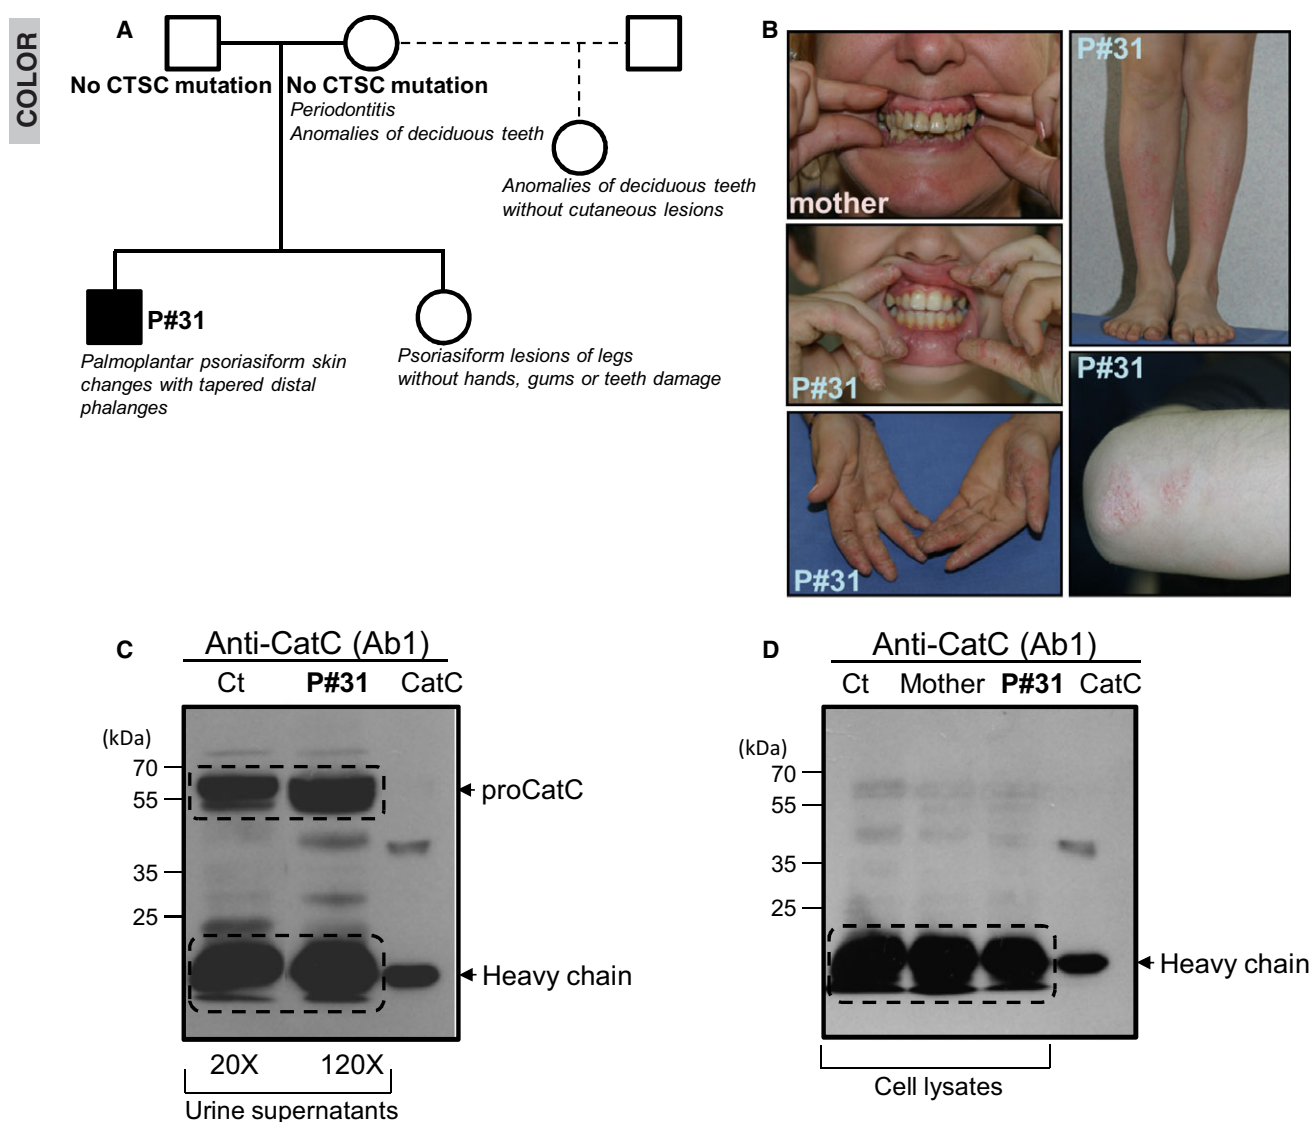 COLOR
A
No CTSC mutation
No CTSC mutation
Periodontitis
Anomalies of deciduous teeth
Anomalies of deciduous teeth
without cutaneous lesions
P#31
Palmoplantar psoriasiform skin
changes with tapered distal
phalanges
Psoriasiform lesions of legs
without hands, gums or teeth damage
B
mother
P#31
P#31
P#31
P#31
C
Anti-CatC (Ab1)
Ct P#31 CatC
(kDa)
70
55
35
25
proCatC
Heavy chain
20X 120X
Urine supernatants
D
Anti-CatC (Ab1)
Ct Mother P#31 CatC
(kDa)
70
55
35
25
Heavy chain
Cell lysates